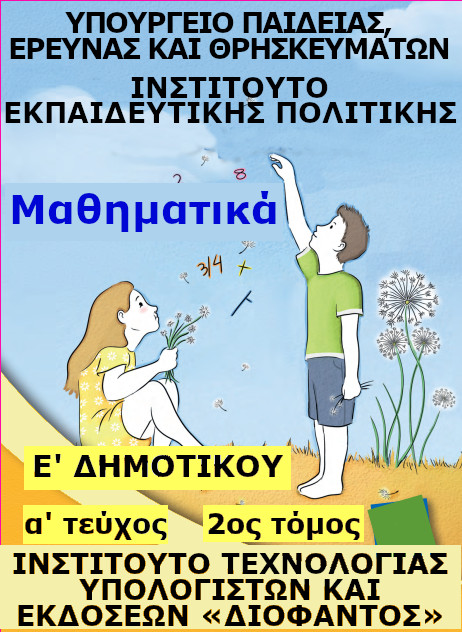 ΥΠΟΥΡΓΕΙΟ ΠΑΙΔΕΙΑΣ,
ΕΡΕΥΝΑΣ ΚΑΙ ΘΡΗΣΚΕΥΜΑΤΩΝ
ΙΝΣΤΙΤΟΥΤΟ
ΕΚΠΑΙΔΕΥΤΙΚΗΣ ΠΟΛΙΤΙΚΗΣ
8
Μαθηματικά
3/4 +
Ε' ΔΗΜΟΤΙΚΟΥ
α' τεύχος 2ος τόμος
ΙΝΣΤΙΤΟΥΤΟ ΤΕΧΝΟΛΟΓΙΑΣ
ΥΠΟΛΟΓΙΣΤΩΝ ΚΑΙ
ΕΚΔΟΣΕΩΝ «ΔΙΟΦΑΝΤΟΣ»